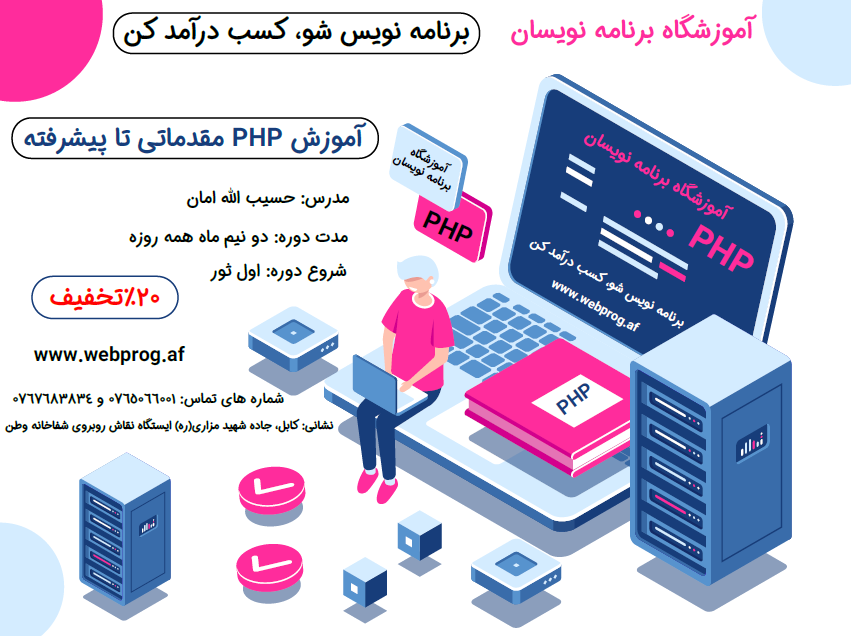 آموزشگاه برنامه نویسان
برنامه نویس شو، کسب درآمد کن
آموزش PHP مقدماتی تا پیشرفته
مدرس: حسیب الله امان
مدت دوره: دو نیم ماه همه روزه
شروع دوره: اول ثور
۲۰٪تخفیف
www.webprog.af
شماره های تماس: ۰۷۶۵۰۶۶۰۰۱ و ۰۷۶۷۶۸۳۸۳۴
نشانی: کابل، جاده شهید مزاری(ره) ایستگاه نقاش روبروی شفاخانه وطن
آموزشگاه
برنامه نویسان
PHP
آموزشگاه برنامه نویسان
PHP
برنامه نویس شو، کسب درآمد کن
www.webprog.af
PHP